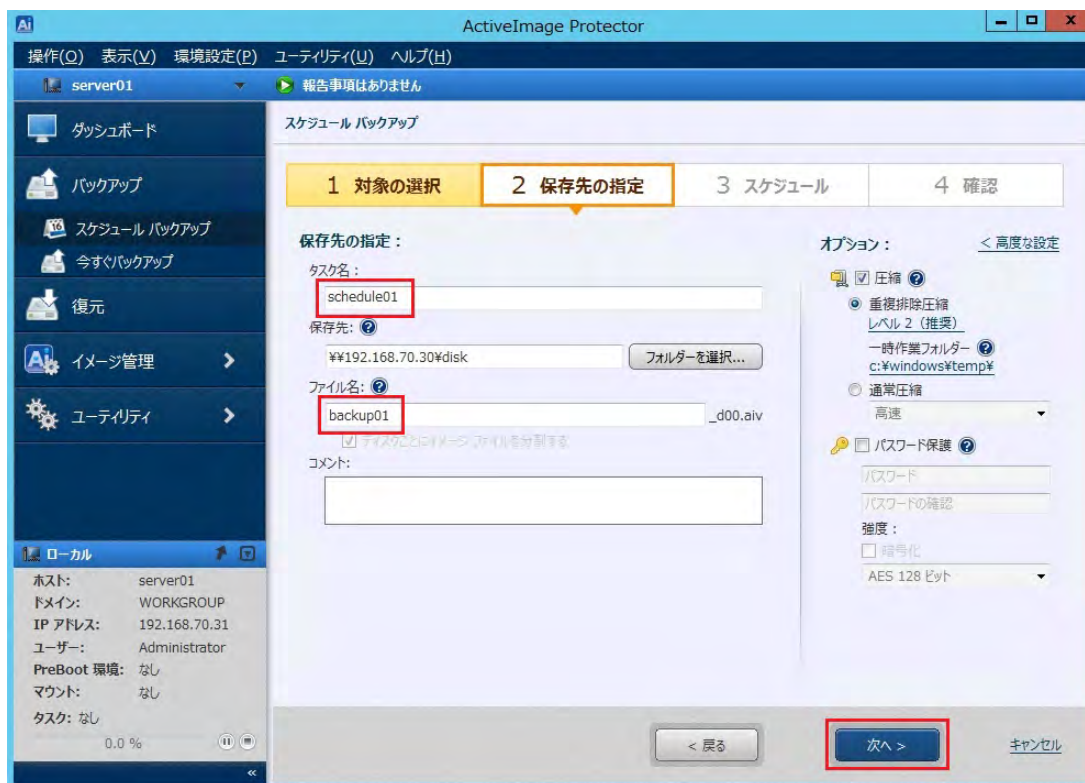 Ai
ActiveImage Protector
操作(O) 表示(V) 環境設定(P) ユーティリティ(U) ヘルプ(H)
server01
報告事項はありません
ダッシュボード
バックアップ
16 スケジュール バックアップ
今すぐバックアップ
復元
Ai イメージ管理
ユーティリティ
スケジュール バックアップ
1 対象の選択
2 保存先の指定
3 スケジュール
4 確認
保存先の指定：
タスク名：
schedule01
保存先: ?
¥¥192.168.70.30¥disk
フォルダーを選択...
ファイル名: ?
backup01
_d00.aiv
ディスクごとにイメージ ファイルを分割する
コメント:
オプション：
< 高度な設定
圧縮 ?
重複排除圧縮
レベル 2（推奨）
一時作業フォルダー ?
c:¥windows¥temp¥
通常圧縮
高速
パスワード保護 ?
パスワード
パスワードの確認
強度：
暗号化
AES 128 ビット
ローカル
ホスト: server01
ドメイン: WORKGROUP
IP アドレス: 192.168.70.31
ユーザー: Administrator
PreBoot 環境: なし
マウント: なし
タスク: なし
0.0 %
«
< 戻る
次へ >
キャンセル